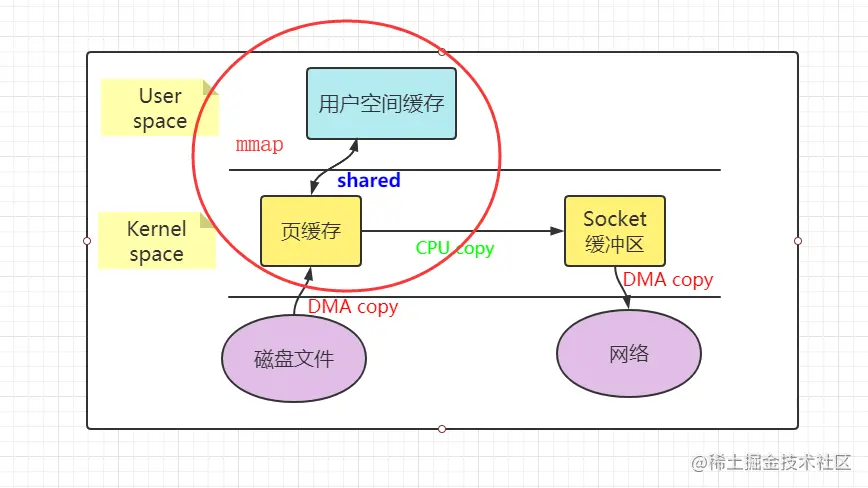 User
space
用户空间缓存
mmap
shared
Kernel
space
页缓存
CPU copy
Socket
缓冲区
DMA copy
DMA copy
磁盘文件
网络
@稀土掘金技术社区